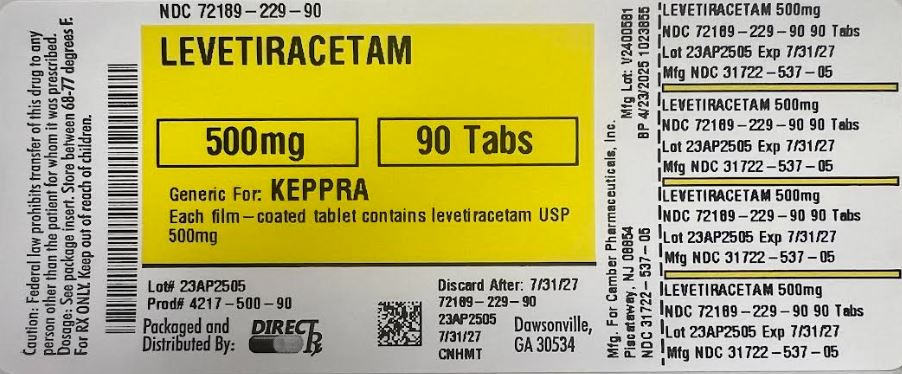 Caution: Federal law prohibits transfer of this drug to any
person other than the patient for whom it was prescribed.
Dosage: See package insert. Store between 68-77 degrees F.
For RX ONLY. Keep out of reach of children.
NDC 72189-229-90
LEVETIRACETAM
500mg
90 Tabs
Generic For: KEPPRA
Each film-coated tablet contains levetiracetam USP
500mg
Lot# 23AP2505
Prod# 4217-500-90
Packaged and
Distributed By:
DIRECT Rx
Discard After: 7/31/27
72189-229-90
23AP2505
7/31/27
CNHMT
Dawsonville,
GA 30534
Mfg. For Camber Pharmaceuticals, Inc.
Piscataway, NJ 08854
NDC 31722-537-05
Mfg Lot: V2400581
BP 4/23/2025 1023855
LEVETIRACETAM 500mg
NDC 72189-229-90 90 Tabs
Lot 23AP2505 Exp 7/31/27
Mfg NDC 31722-537-05
LEVETIRACETAM 500mg
NDC 72189-229-90 90 Tabs
Lot 23AP2505 Exp 7/31/27
Mfg NDC 31722-537-05
LEVETIRACETAM 500mg
NDC 72189-229-90 90 Tabs
Lot 23AP2505 Exp 7/31/27
Mfg NDC 31722-537-05
LEVETIRACETAM 500mg
NDC 72189-229-90 90 Tabs
Lot 23AP2505 Exp 7/31/27
Mfg NDC 31722-537-05